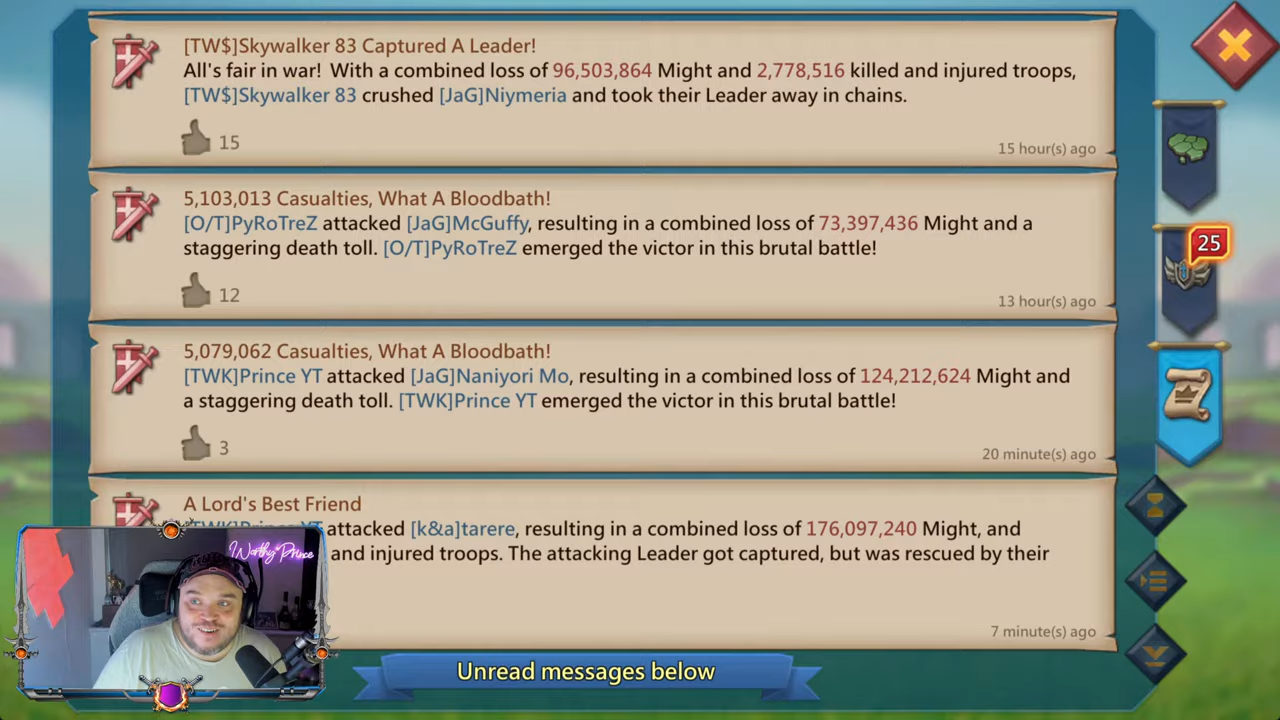 [TW$]Skywalker 83 Captured A Leader!
All's fair in war! With a combined loss of 96,503,864 Might and 2,778,516 killed and injured troops,
[TW$]Skywalker 83 crushed [JaG]Niymeria and took their Leader away in chains.
15
15 hour(s) ago
5,103,013 Casualties, What A Bloodbath!
[O/T]PyRoTreZ attacked [JaG]McGuffy, resulting in a combined loss of 73,397,436 Might and a
staggering death toll. [O/T]PyRoTreZ emerged the victor in this brutal battle!
12
13 hour(s) ago
25
5,079,062 Casualties, What A Bloodbath!
[TWK]Prince YT attacked [JaG]Naniyori Mo, resulting in a combined loss of 124,212,624 Might and
a staggering death toll. [TWK]Prince YT emerged the victor in this brutal battle!
3
20 minute(s) ago
A Lord's Best Friend
[TWK]Prince YT attacked [k&a]tarere, resulting in a combined loss of 176,097,240 Might, and
and injured troops. The attacking Leader got captured, but was rescued by their
Worthy Prince
7 minute(s) ago
Unread messages below